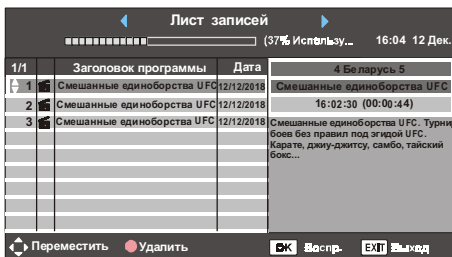 Лист записей
(37% Использу... 16:04 12 Дек.
1/1 Заголовок программы Дата
1 Смешанные единоборства UFC 12/12/2018
2 Смешанные единоборства UFC 12/12/2018
3 Смешанные единоборства UFC 12/12/2018
4 Беларусь 5
Смешанные единоборства UFC
16:02:30 (00:00:44)
Смешанные единоборства UFC. Турни
боев без правил под эгидой UFC.
Карате, джиу-джитсу, самбо, тайский
бокс...
Переместить Удалить OK Воспр. EXIT Выход